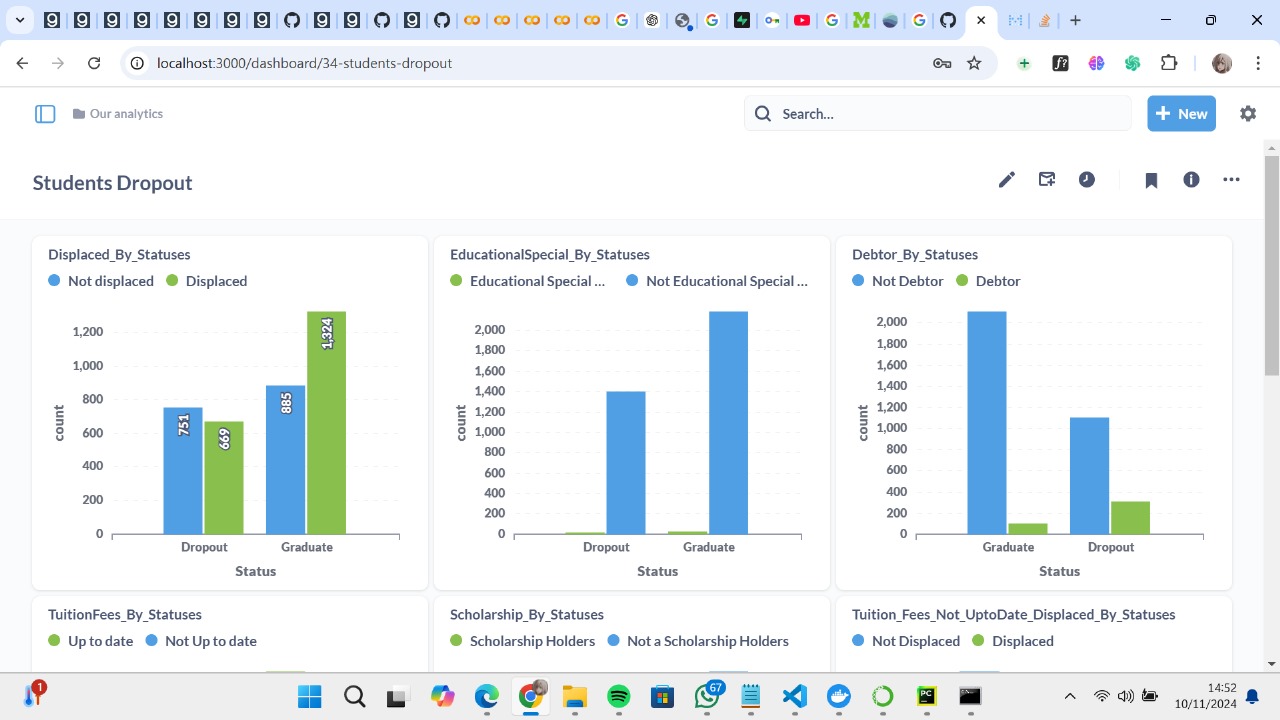 localhost:3000/dashboard/34-students-dropout
Our analytics
Search...
New
Students Dropout
Displaced_By_Statuses
Not displaced Displaced
1,200
1,000
800
600
400
200
0
count
751
669
885
1,324
Dropout Graduate
Status
EducationalSpecial_By_Statuses
Educational Special ... Not Educational Special ...
2,000
1,800
1,600
1,400
1,200
1,000
800
600
400
200
0
count
Dropout Graduate
Status
Debtor_By_Statuses
Not Debtor Debtor
2,000
1,800
1,600
1,400
1,200
1,000
800
600
400
200
0
count
Graduate Dropout
Status
TuitionFees_By_Statuses
Up to date Not Up to date
Scholarship_By_Statuses
Scholarship Holders Not a Scholarship Holders
Tuition_Fees_Not_UptoDate_Displaced_By_Statuses
Not Displaced Displaced
1
67
PC
14:52
10/11/2024